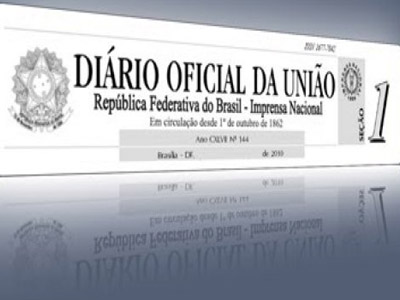 ISSN 1677-7042
DIÁRIO OFICIAL DA UNIÃO
República Federativa do Brasil - Imprensa Nacional
Em circulação desde 1º de outubro de 1862
Ano CXLVII Nº 144
Brasília - DF, de 2010
SEÇÃO
1